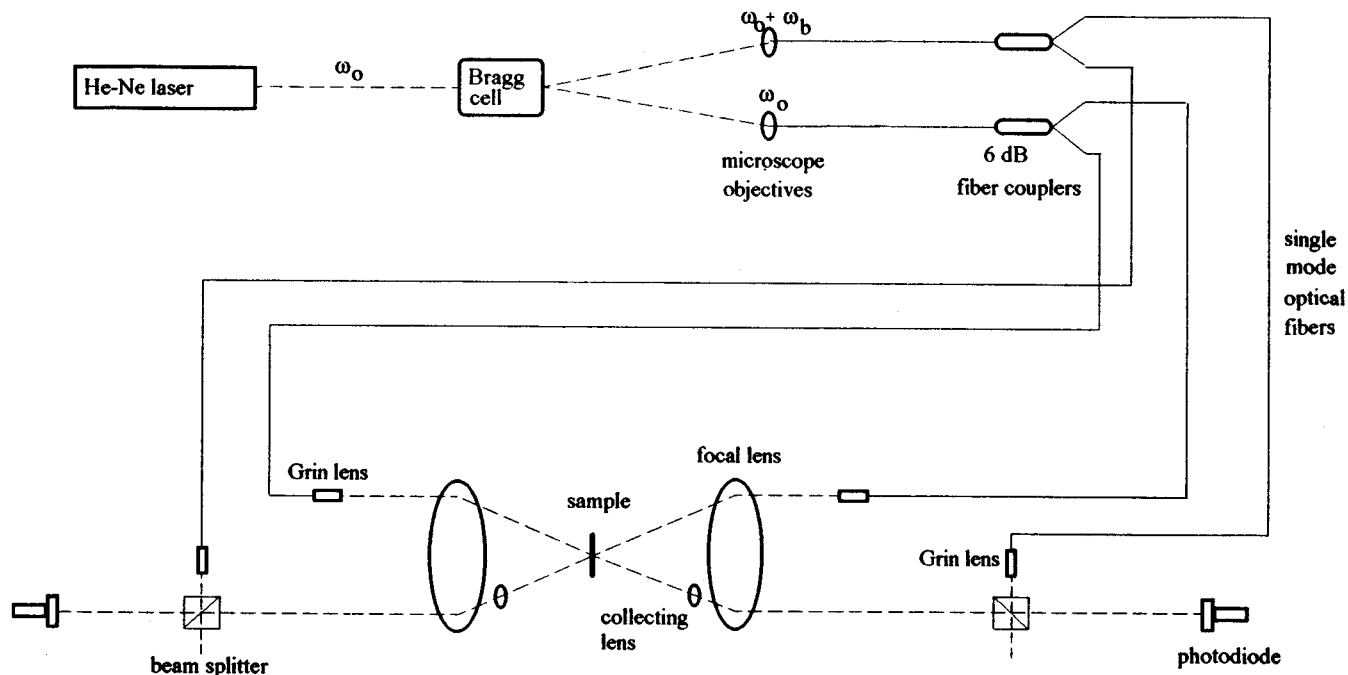 ω₀ + ω_b
He-Ne laser
ω₀
Bragg
cell
ω₀
microscope
objectives
6 dB
fiber couplers
single
mode
optical
fibers
Grin lens
sample
focal lens
Grin lens
collecting
lens
beam splitter
photodiode